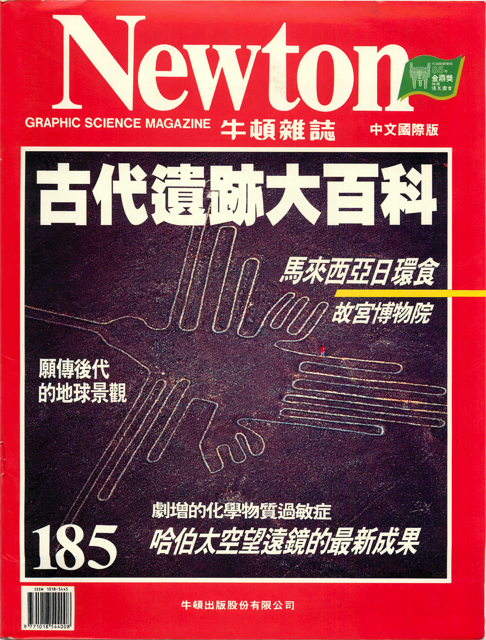 Newton
金鼎獎
GRAPHIC SCIENCE MAGAZINE 牛頓雜誌 中文國際版
古代遺跡大百科
馬來西亞日環食
故宮博物院
願傳後代
的地球景觀
劇增的化學物質過敏症
185
哈伯太空望遠鏡的最新成果
ISSN 1018-5445
9 771018 544008
牛頓出版股份有限公司